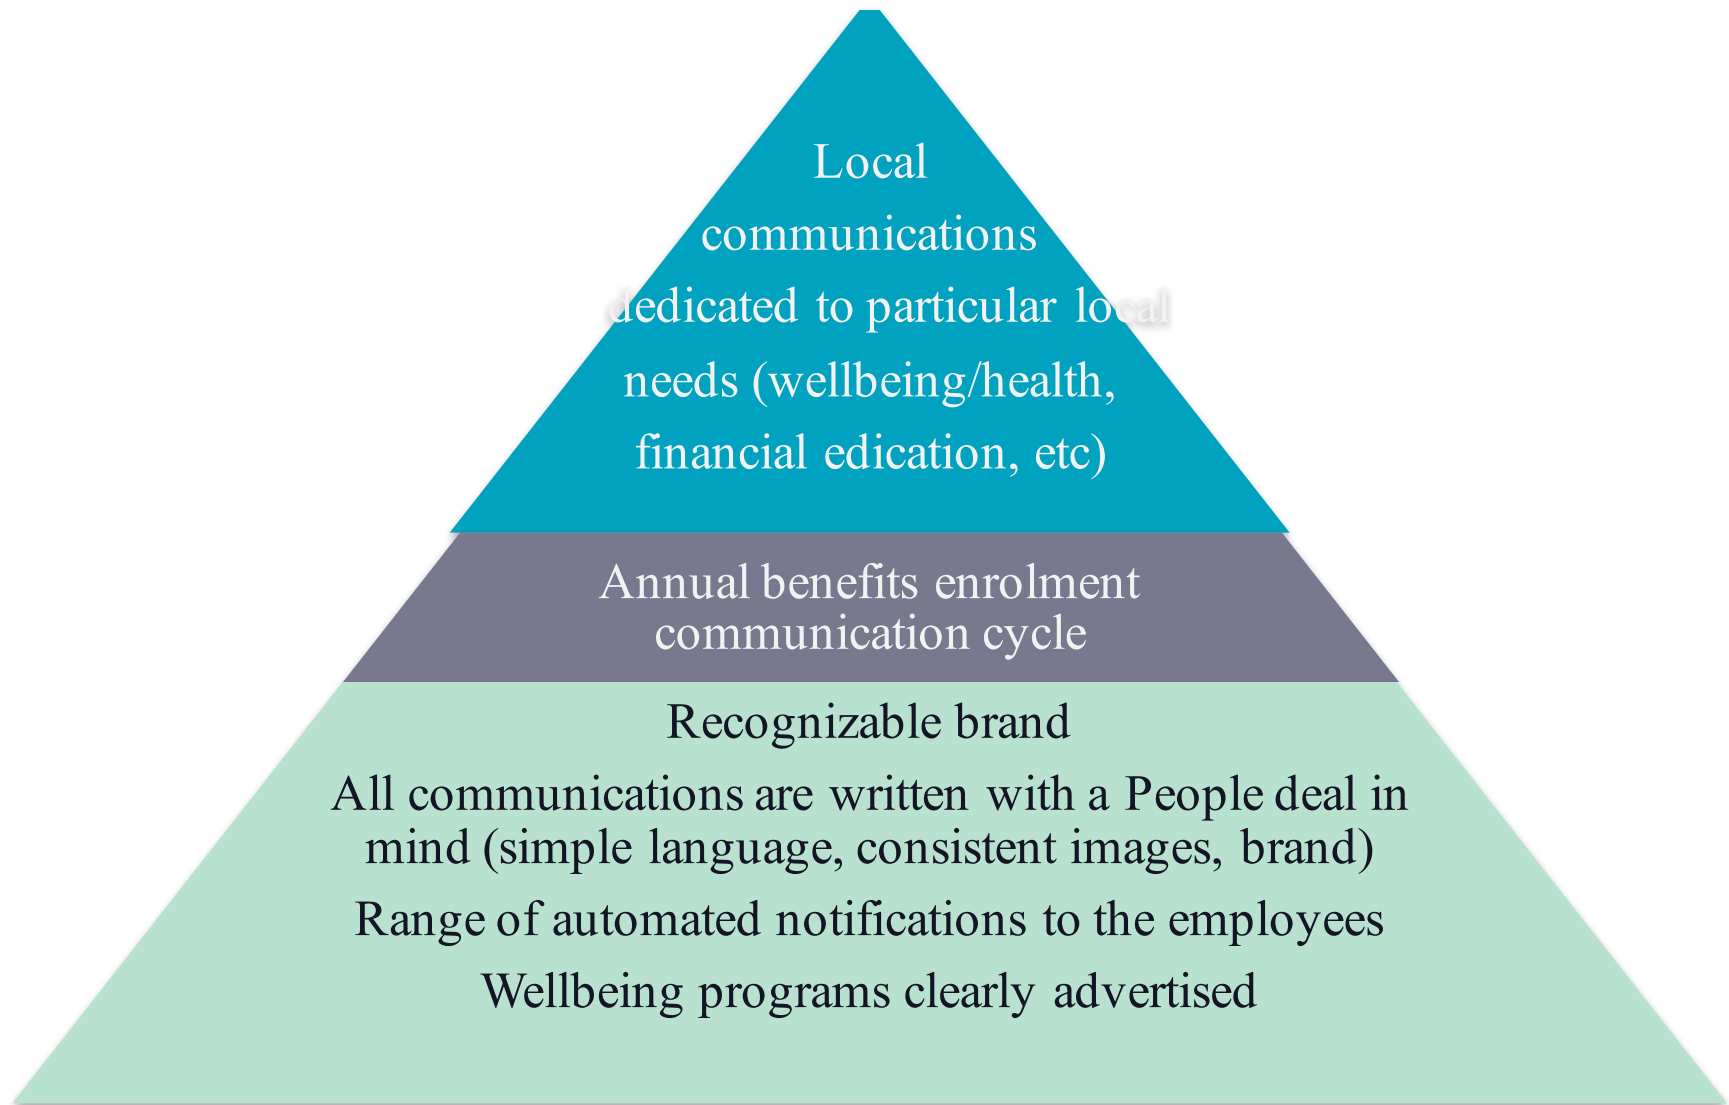 Local
communications
dedicated to particular local
needs (wellbeing/health,
financial edication, etc)
Annual benefits enrolment
communication cycle
Recognizable brand
All communications are written with a People deal in
mind (simple language, consistent images, brand)
Range of automated notifications to the employees
Wellbeing programs clearly advertised